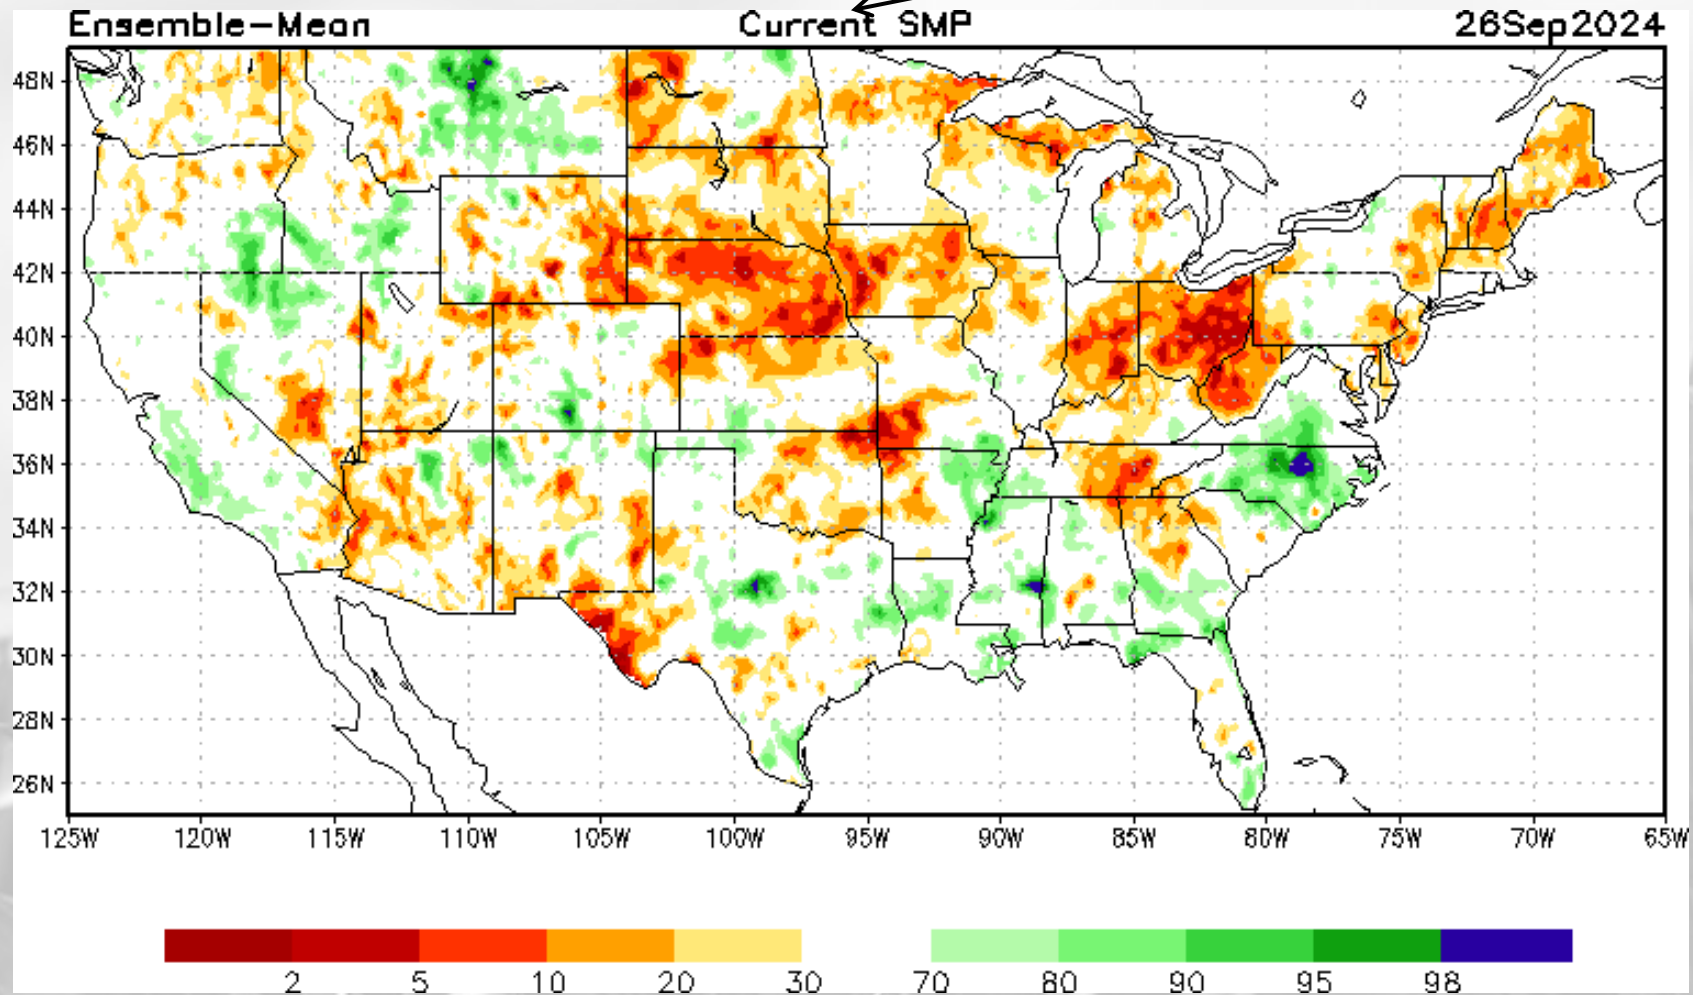 Ensemble-Mean Current SMP 26Sep2024
48N
46N
44N
42N
40N
38N
36N
34N
32N
30N
28N
26N
125W 120W 115W 110W 105W 100W 95W 90W 85W 80W 75W 70W 65W
2 5 10 20 30 70 80 90 95 98